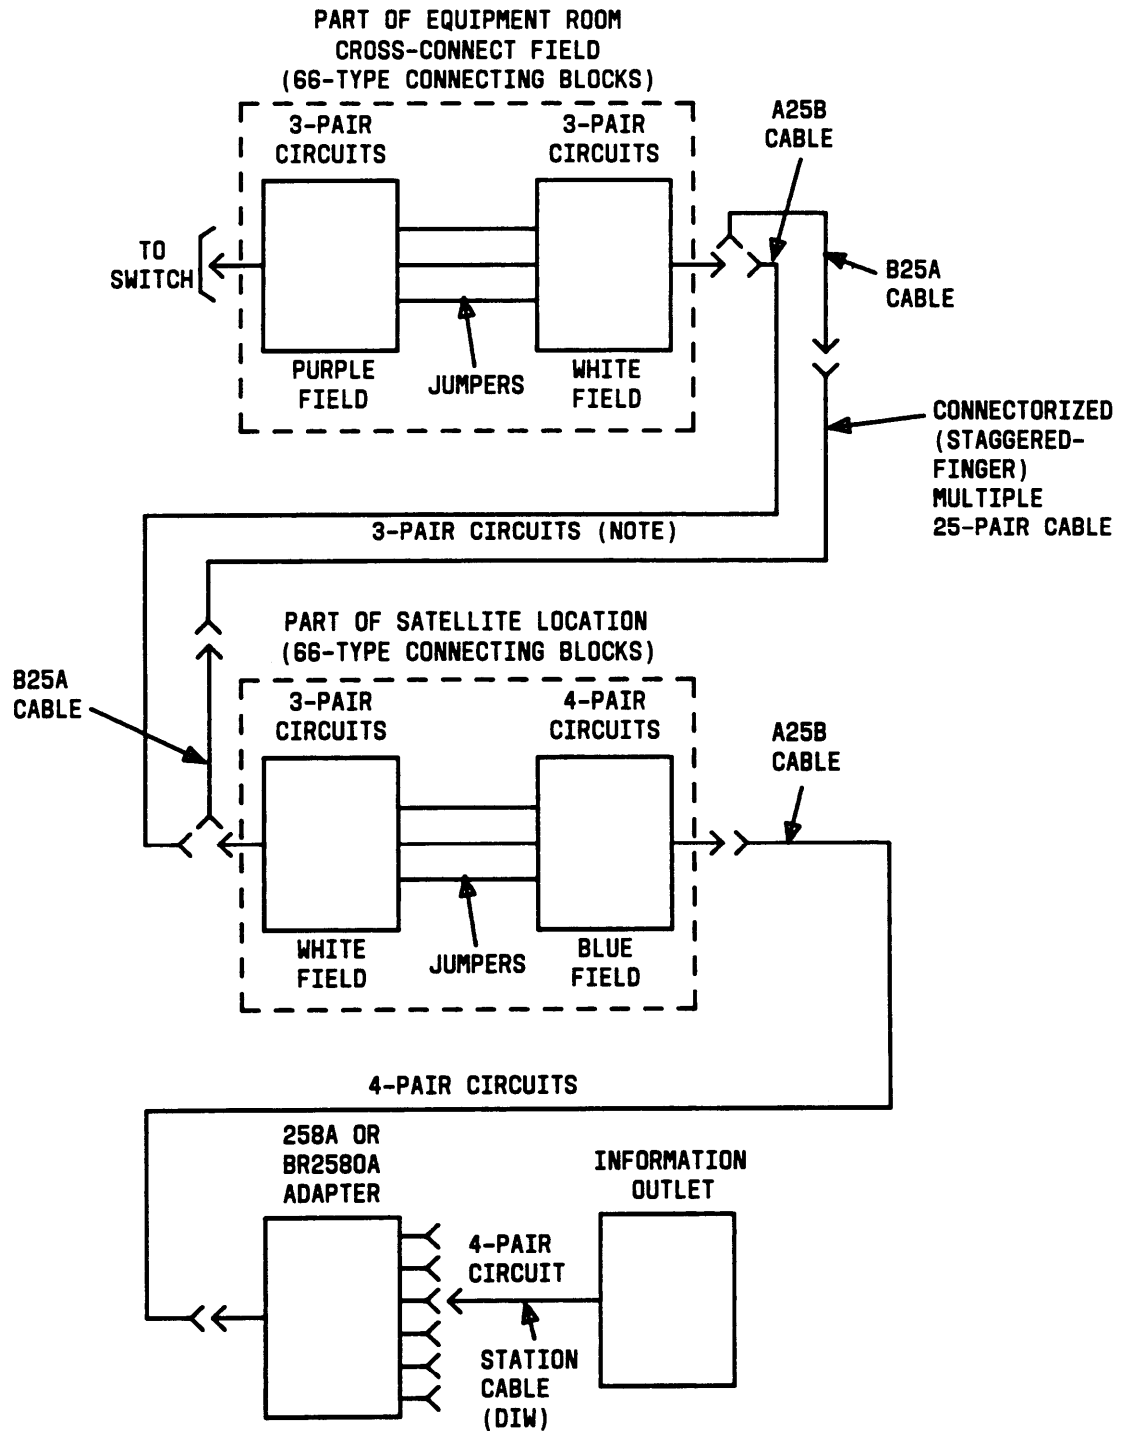 PART OF EQUIPMENT ROOM
CROSS-CONNECT FIELD
(66-TYPE CONNECTING BLOCKS)
3-PAIR
CIRCUITS
3-PAIR
CIRCUITS
A25B
CABLE
TO
SWITCH
B25A
CABLE
PURPLE
FIELD
JUMPERS
WHITE
FIELD
CONNECTORIZED
(STAGGERED-
FINGER)
MULTIPLE
25-PAIR CABLE
3-PAIR CIRCUITS (NOTE)
PART OF SATELLITE LOCATION
(66-TYPE CONNECTING BLOCKS)
B25A
CABLE
3-PAIR
CIRCUITS
4-PAIR
CIRCUITS
A25B
CABLE
WHITE
FIELD
JUMPERS
BLUE
FIELD
4-PAIR CIRCUITS
258A OR
BR2580A
ADAPTER
INFORMATION
OUTLET
4-PAIR
CIRCUIT
STATION
CABLE
(DIW)